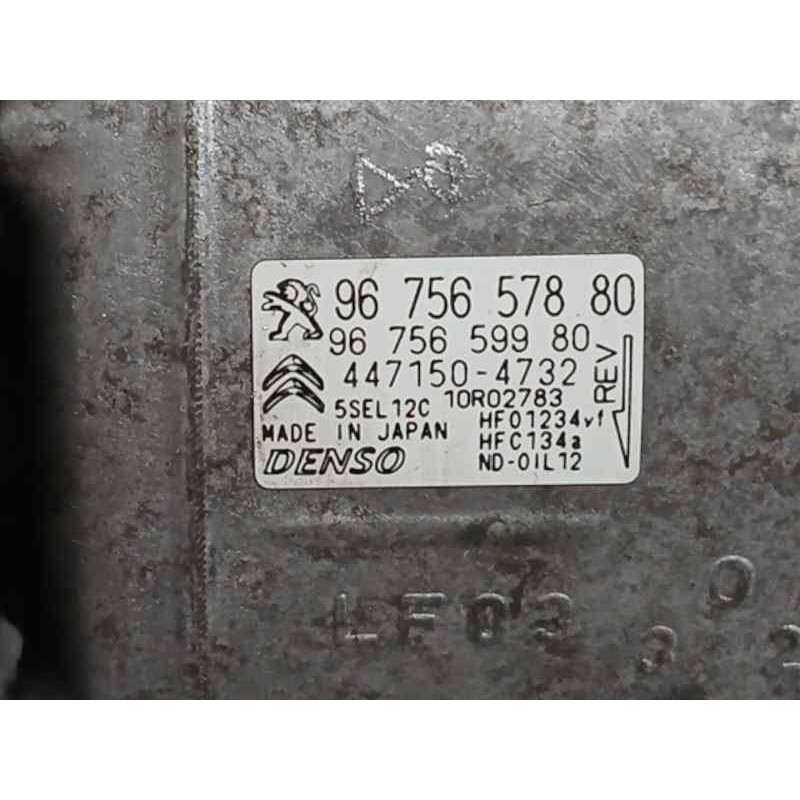 96 756 578 80
96 756 599 80
447150-4732
5SEL12C 10R02783
HF01234vf
MADE IN JAPAN
HFC134a
DENSO
ND-OIL12
REV
LF03